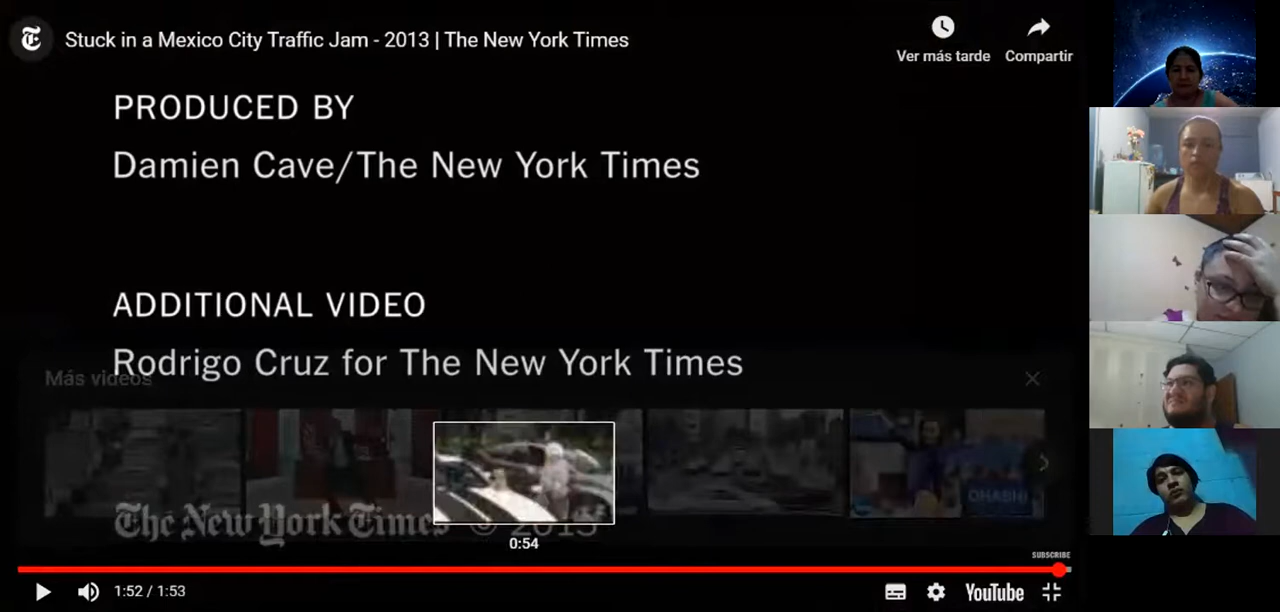 Stuck in a Mexico City Traffic Jam - 2013 | The New York Times
Ver más tarde
Compartir
PRODUCED BY
Damien Cave/The New York Times
ADDITIONAL VIDEO
Rodrigo Cruz for The New York Times
Más videos
OHASHI
The New York Times © 2013
0:54
SUBSCRIBE
1:52 / 1:53
YouTube